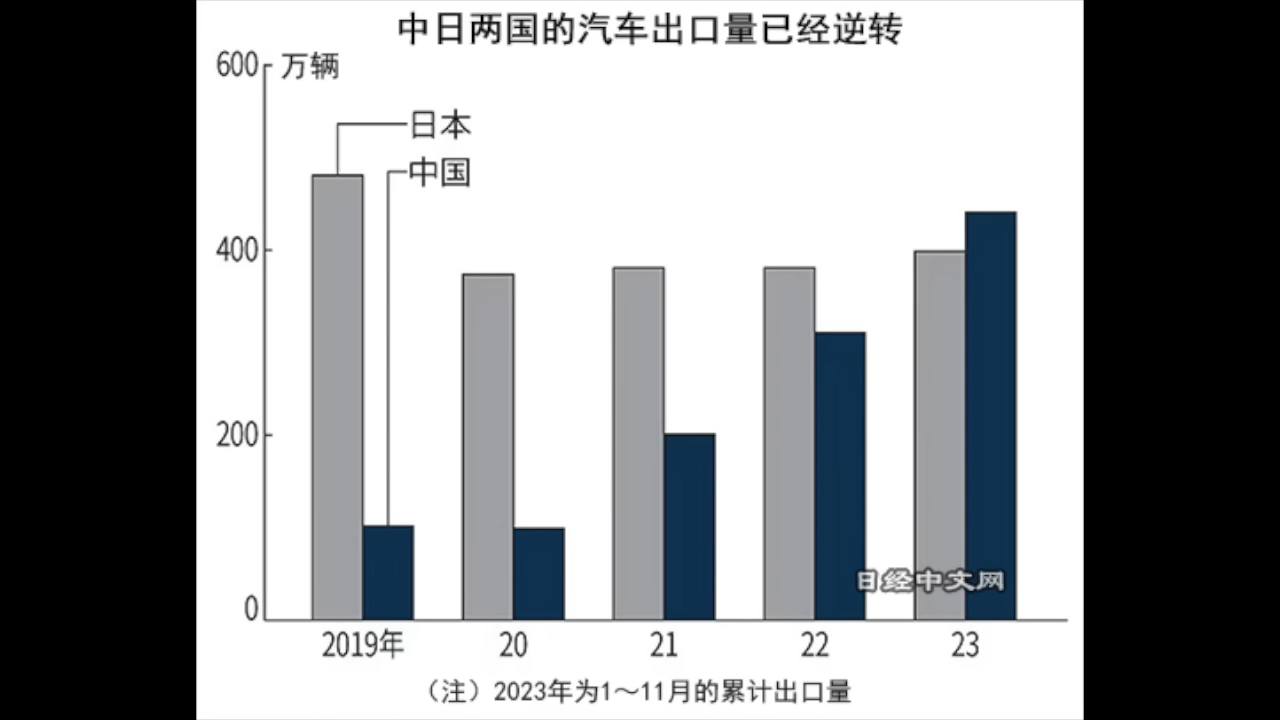 中日两国的汽车出口量已经逆转
600 万辆
日本
中国
400
200
0
2019年 20 21 22 23
日经中文网
（注）2023年为1～11月的累计出口量